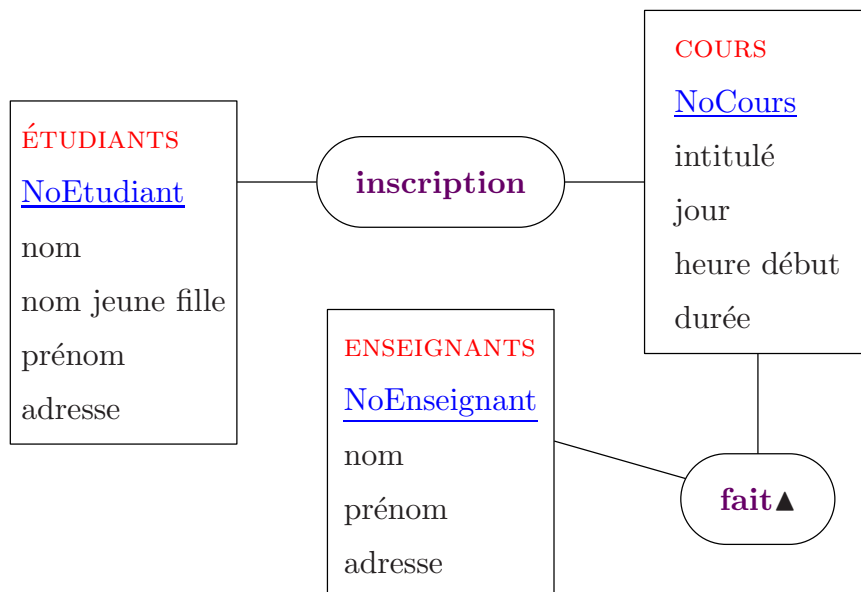 ÉTUDIANTS
NoEtudiant
nom
nom jeune fille
prénom
adresse
inscription
COURS
NoCours
intitulé
jour
heure début
durée
ENSEIGNANTS
NoEnseignant
nom
prénom
adresse
fait▲